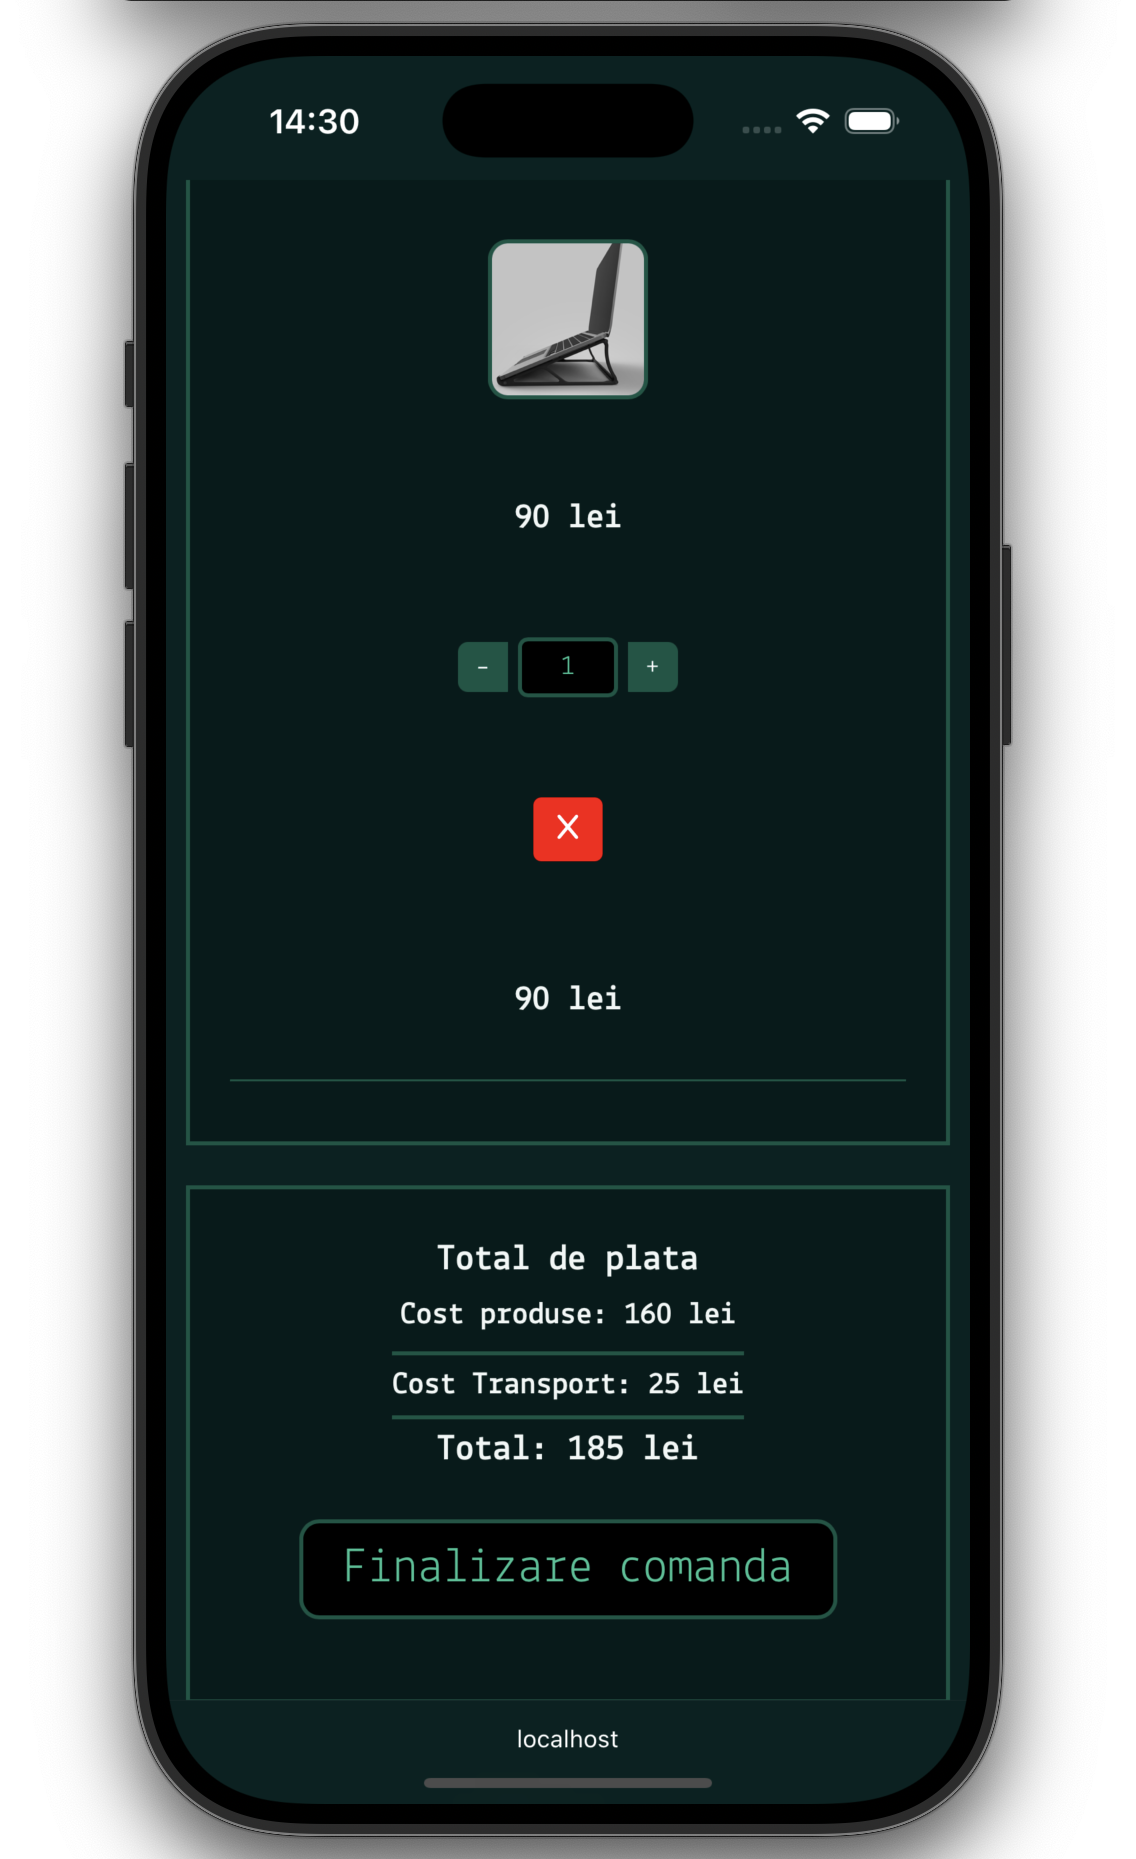 14:30
90 lei
- 1 +
X
90 lei
Total de plata
Cost produse: 160 lei
Cost Transport: 25 lei
Total: 185 lei
Finalizare comanda
localhost